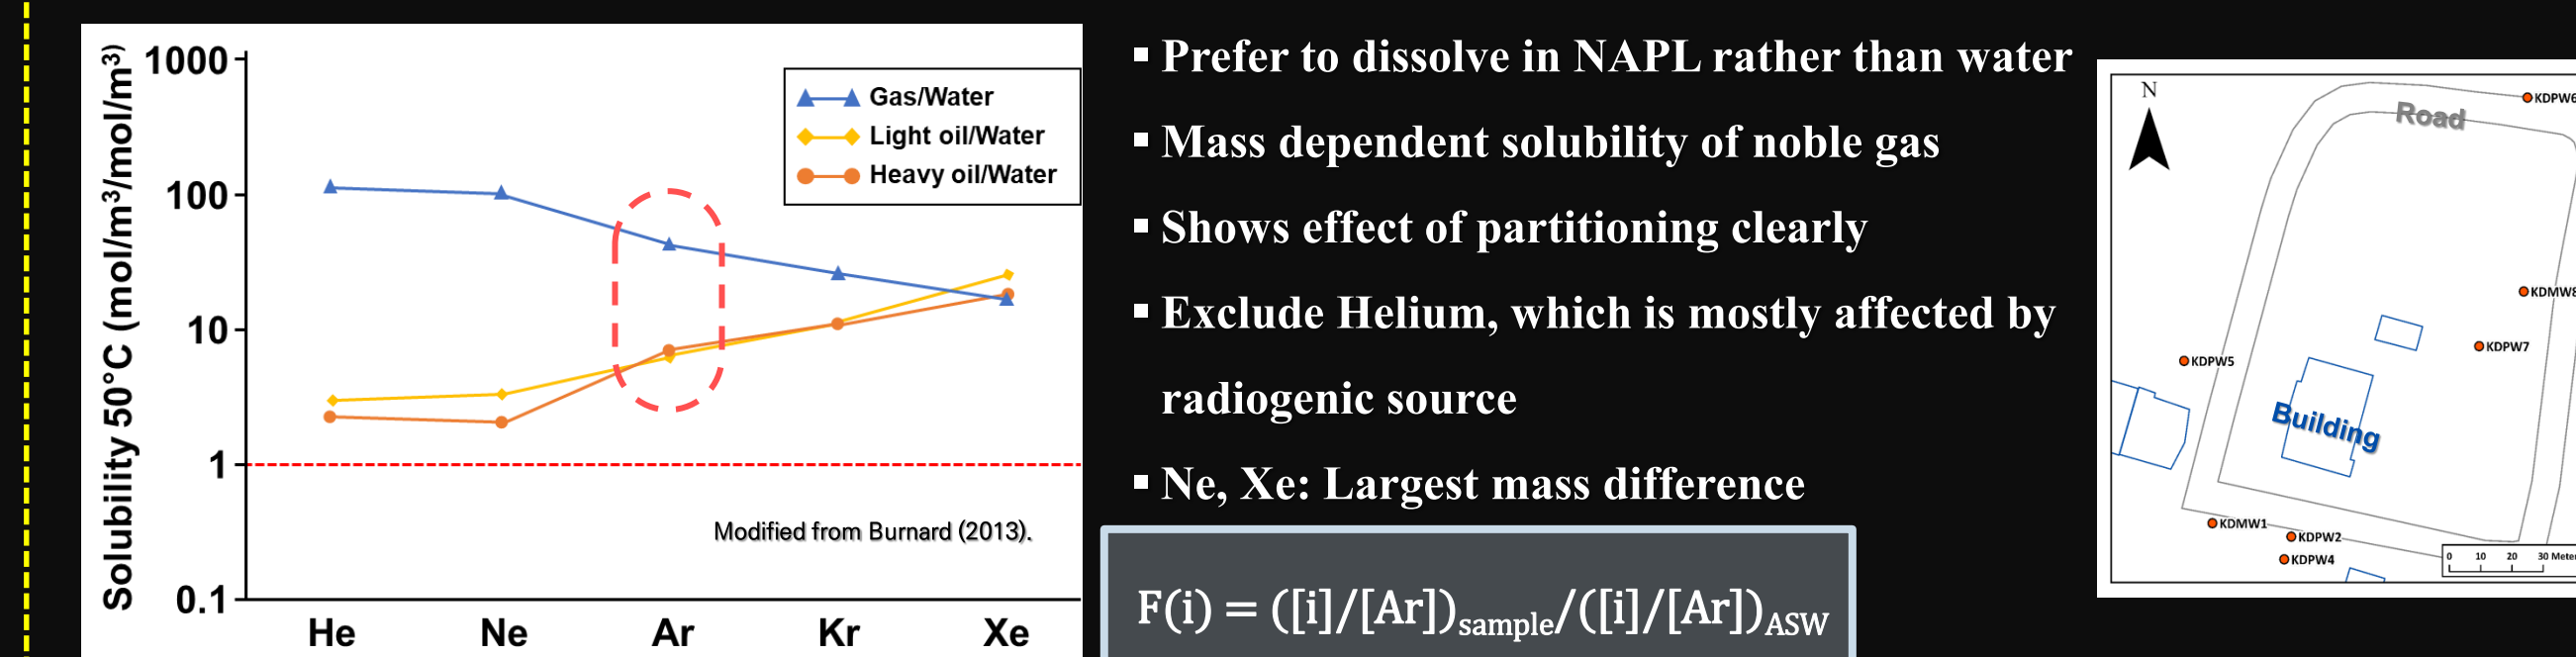 Solubility 50°C (mol/m³/mol/m³)
1000
100
10
1
0.1
He Ne Ar Kr Xe
Gas/Water
Light oil/Water
Heavy oil/Water
Modified from Burnard (2013).
▪ Prefer to dissolve in NAPL rather than water
▪ Mass dependent solubility of noble gas
▪ Shows effect of partitioning clearly
▪ Exclude Helium, which is mostly affected by
radiogenic source
▪ Ne, Xe: Largest mass difference
F(i) = ([i]/[Ar])sample/([i]/[Ar])ASW
N
Road
KDPW6
KDMW8
KDPW7
KDPW5
Building
KDMW1
KDPW2
KDPW4
0 10 20 30 Meter